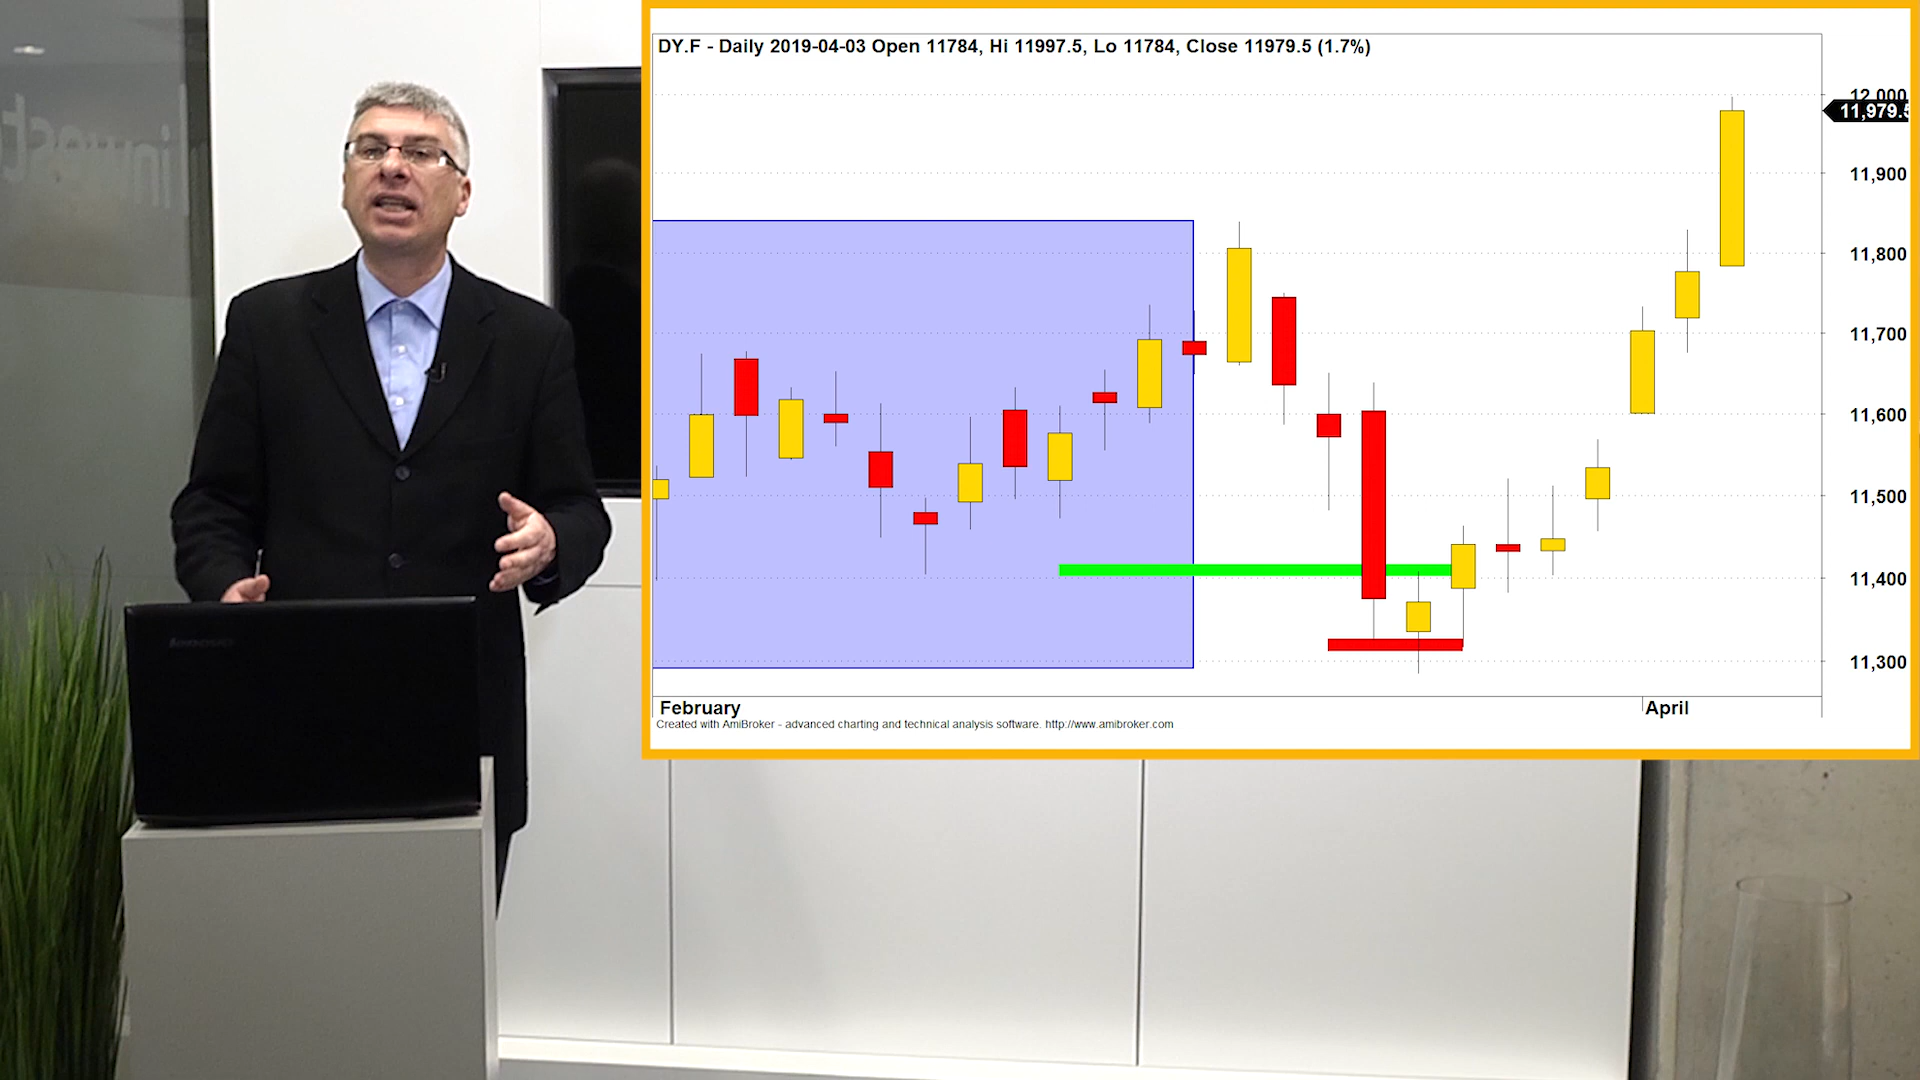 DY.F - Daily 2019-04-03 Open 11784, Hi 11997.5, Lo 11784, Close 11979.5 (1.7%)
12,000
11,979.5
11,900
11,800
11,700
11,600
11,500
11,400
11,300
February
April
Created with AmiBroker - advanced charting and technical analysis software. http://www.amibroker.com
invest
lenovo